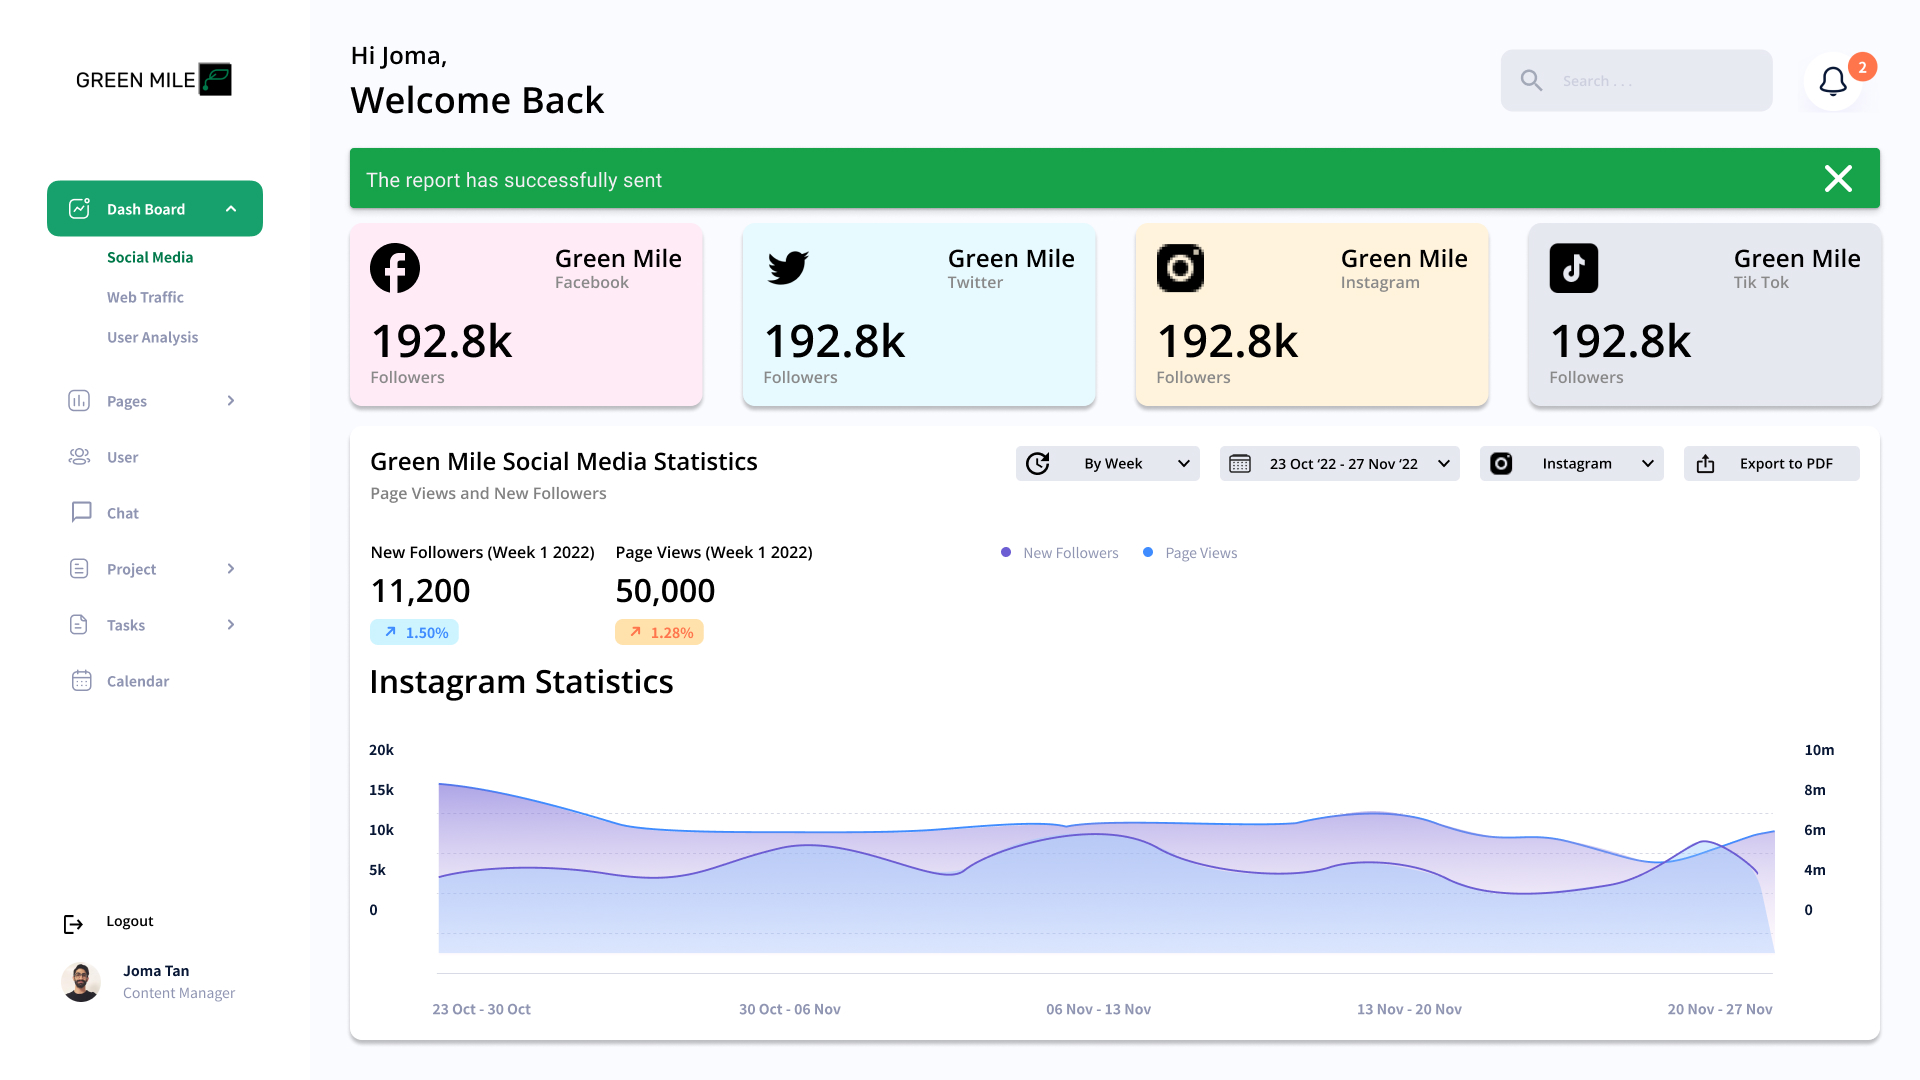 GREEN MILE
Dash Board
Social Media
Web Traffic
User Analysis
Pages
User
Chat
Project
Tasks
Calendar
Logout
Joma Tan
Content Manager
Hi Joma,
Welcome Back
Search . . .
2
The report has successfully sent
Green Mile
Facebook
192.8k
Followers
Green Mile
Twitter
192.8k
Followers
Green Mile
Instagram
192.8k
Followers
Green Mile
Tik Tok
192.8k
Followers
Green Mile Social Media Statistics
Page Views and New Followers
By Week
23 Oct ‘22 - 27 Nov ‘22
Instagram
Export to PDF
New Followers (Week 1 2022)
11,200
1.50%
Page Views (Week 1 2022)
50,000
1.28%
New Followers
Page Views
Instagram Statistics
20k
15k
10k
5k
0
10m
8m
6m
4m
0
23 Oct - 30 Oct
30 Oct - 06 Nov
06 Nov - 13 Nov
13 Nov - 20 Nov
20 Nov - 27 Nov